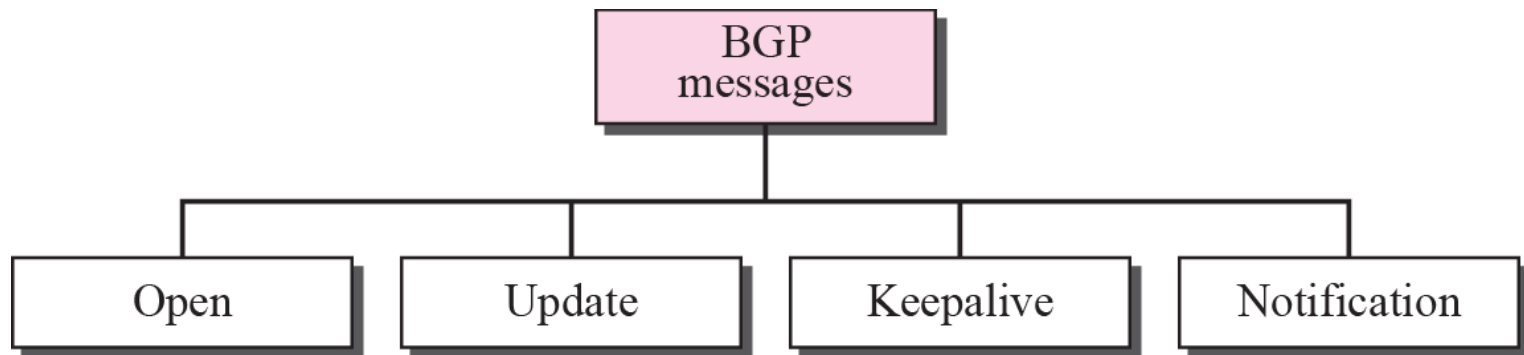 BGP
messages
Open
Update
Keepalive
Notification